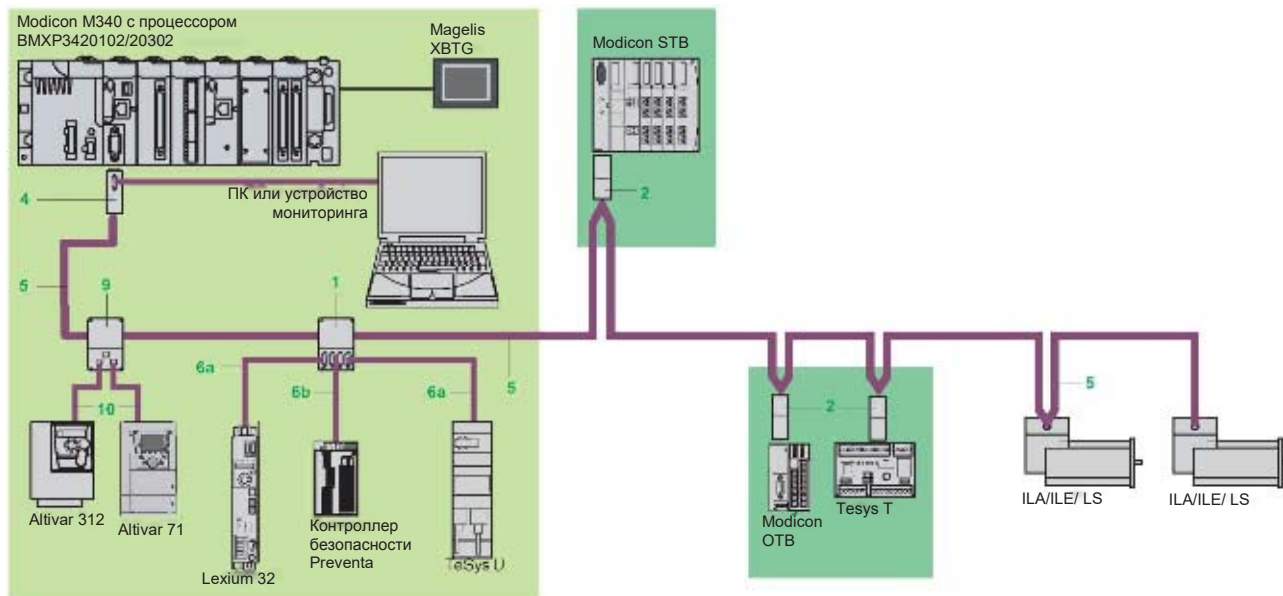 Modicon M340 с процессором
BMXP3420102/20302
Magelis
XBTG
Modicon STB
4
ПК или устройство
мониторинга
2
5
9
1
6a
6b
6a
5
10
2
5
Altivar 312
Altivar 71
Lexium 32
Контроллер
безопасности
Preventa
TeSys U
Modicon
OTB
Tesys T
ILA/ILE/ LS
ILA/ILE/ LS